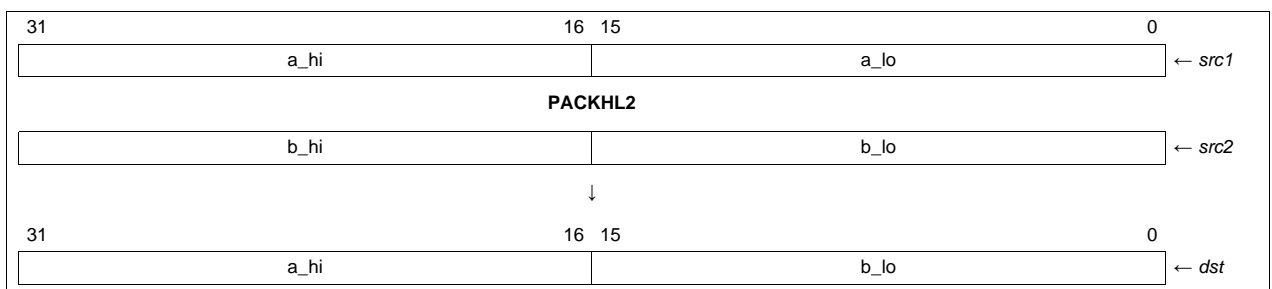 31 16 15 0
a_hi a_lo ← src1
PACKHL2
b_hi b_lo ← src2
↓
31 16 15 0
a_hi b_lo ← dst